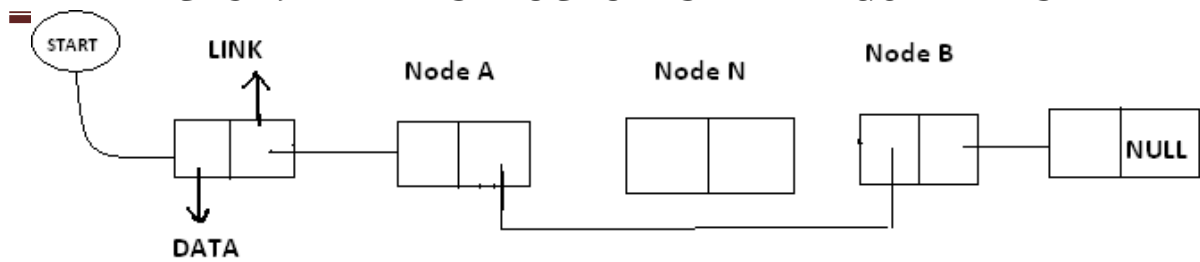 START
LINK
Node A
Node N
Node B
NULL
DATA